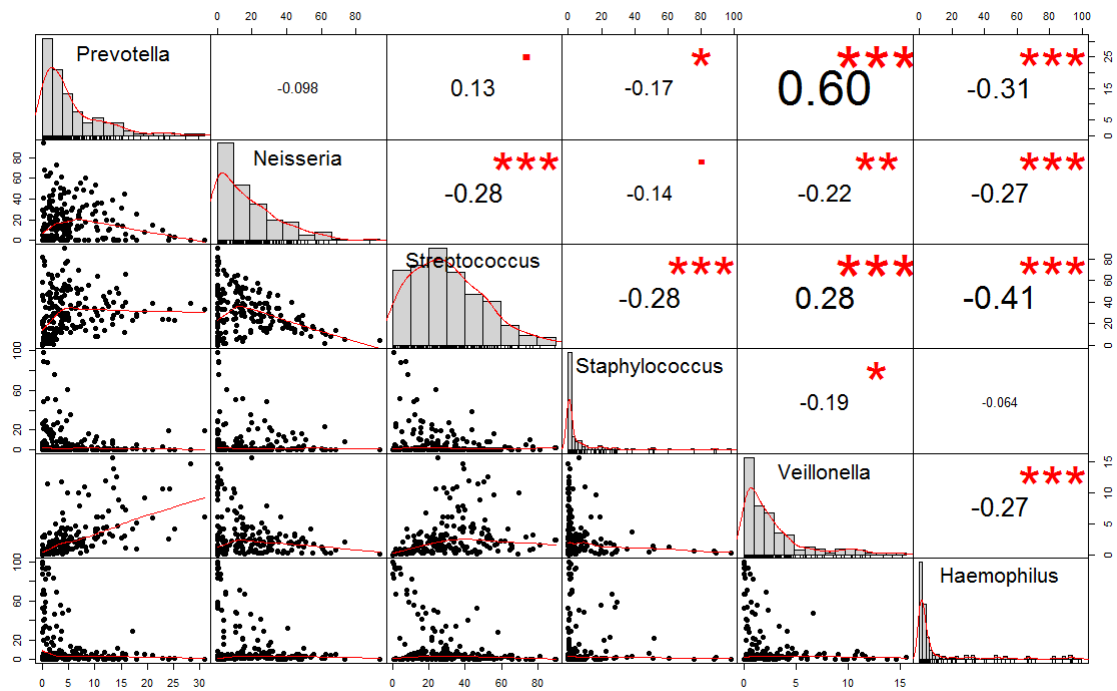 0 20 40 60 80 0 20 40 60 80 100 0 20 40 60 80 100
Prevotella -0.098 0.13 . -0.17 * 0.60 *** -0.31 *** 0 5 15 25
0 20 40 60 80 Neisseria -0.28 *** -0.14 . -0.22 ** -0.27 ***
Streptococcus -0.28 *** 0.28 *** -0.41 *** 0 20 40 60 80
0 20 60 100 Staphylococcus -0.19 * -0.064
Veillonella -0.27 *** 0 5 10 15
0 20 60 100 Haemophilus
0 5 10 15 20 25 30 0 20 40 60 80 0 5 10 15